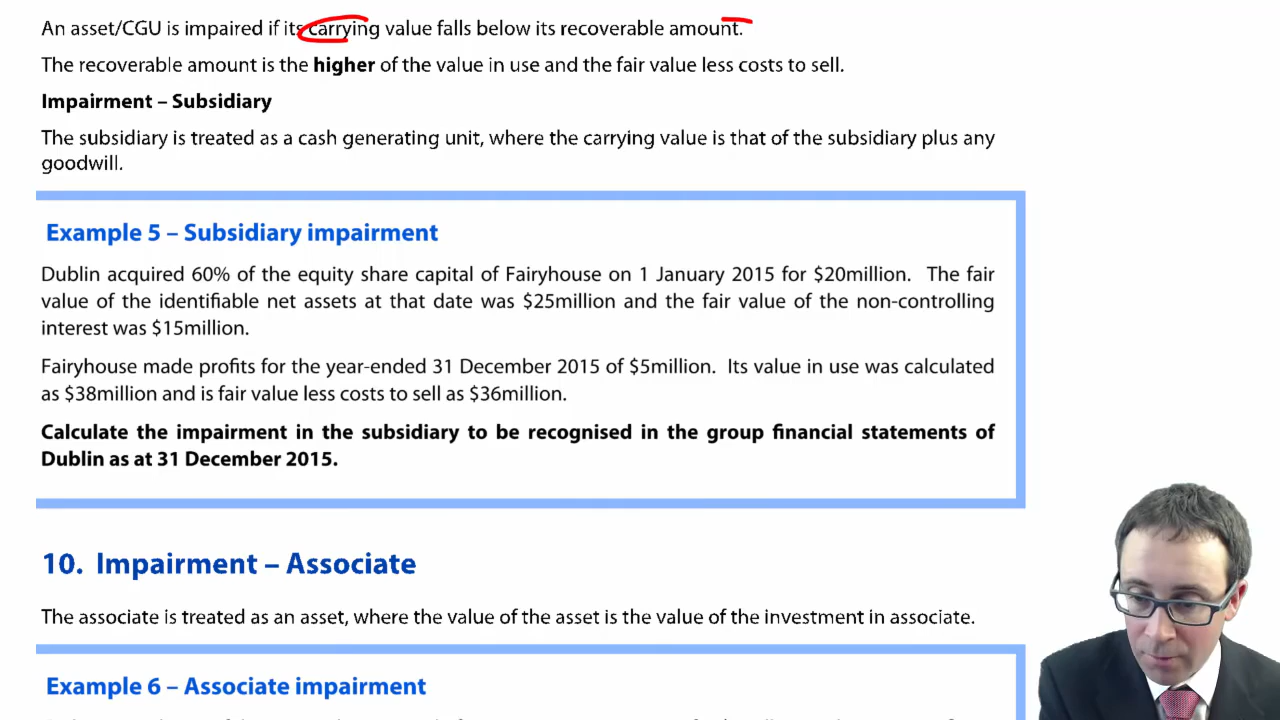 An asset/CGU is impaired if its carrying value falls below its recoverable amount.
The recoverable amount is the higher of the value in use and the fair value less costs to sell.
Impairment – Subsidiary
The subsidiary is treated as a cash generating unit, where the carrying value is that of the subsidiary plus any
goodwill.
Example 5 – Subsidiary impairment
Dublin acquired 60% of the equity share capital of Fairyhouse on 1 January 2015 for $20million. The fair
value of the identifiable net assets at that date was $25million and the fair value of the non-controlling
interest was $15million.
Fairyhouse made profits for the year-ended 31 December 2015 of $5million. Its value in use was calculated
as $38million and is fair value less costs to sell as $36million.
Calculate the impairment in the subsidiary to be recognised in the group financial statements of
Dublin as at 31 December 2015.
10. Impairment – Associate
The associate is treated as an asset, where the value of the asset is the value of the investment in associate.
Example 6 – Associate impairment